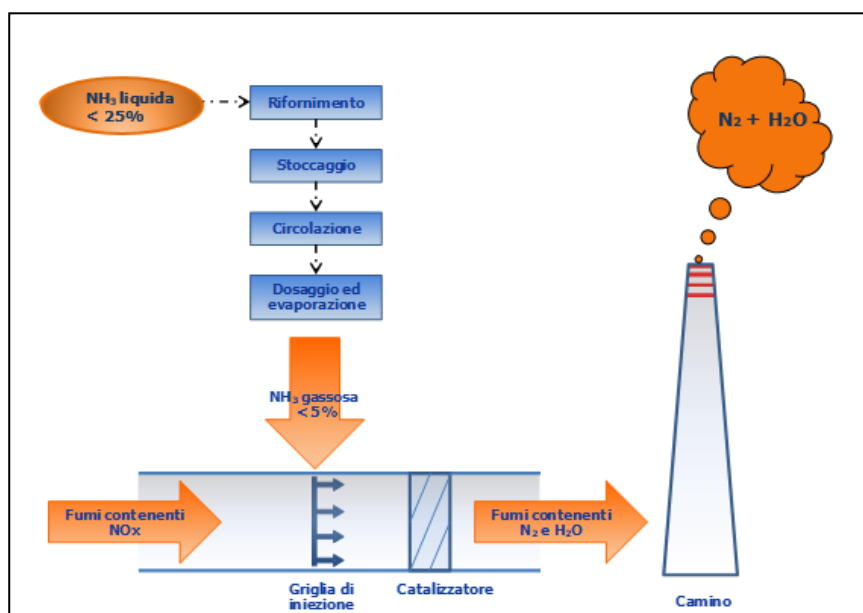 NH₃ liquida
< 25%
Rifornimento
Stoccaggio
Circolazione
Dosaggio ed
evaporazione
NH₃ gassosa
<5%
N₂ + H₂O
Fumi contenenti
NOx
Fumi contenenti
N₂ e H₂O
Griglia di
iniezione
Catalizzatore
Camino